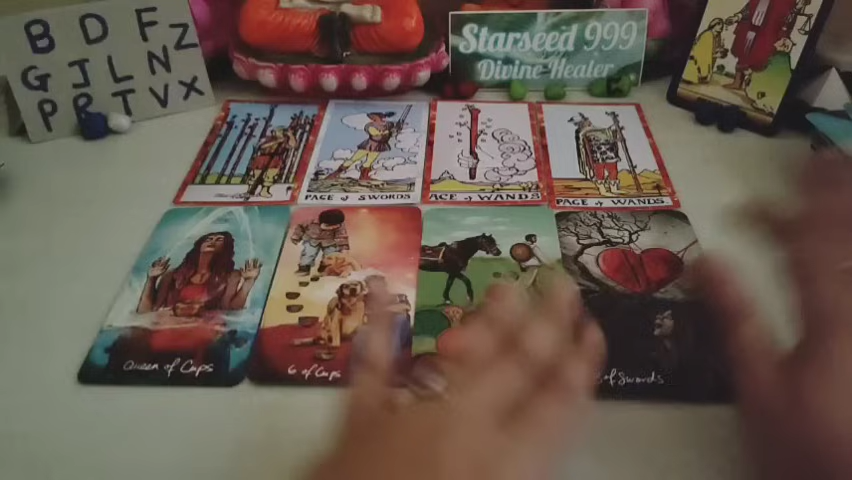 B D F Z
G J L N
P R T V X
Starseed 999
Divine Healer
PAGE of SWORDS
ACE of WANDS
PAGE of WANDS
Queen of Cups
6 of Cups
of Swords